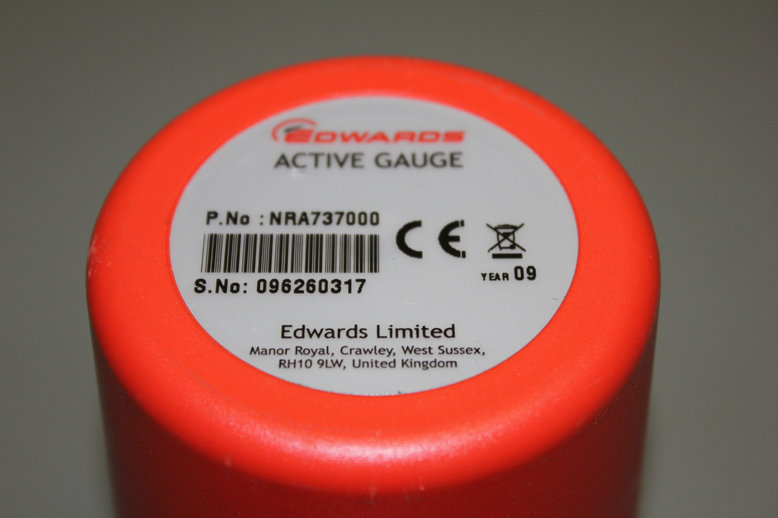 EDWARDS
ACTIVE GAUGE
P.No : NRA737000
S.No: 096260317
YEAR 09
Edwards Limited
Manor Royal, Crawley, West Sussex,
RH10 9LW, United Kingdom